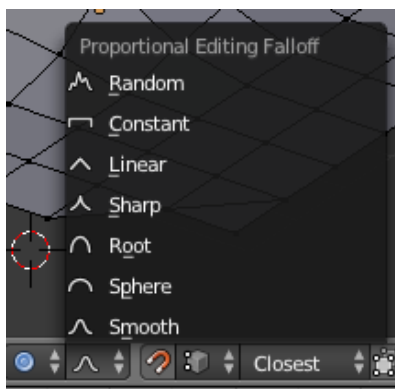 Proportional Editing Falloff
Random
Constant
Linear
Sharp
Root
Sphere
Smooth
Closest